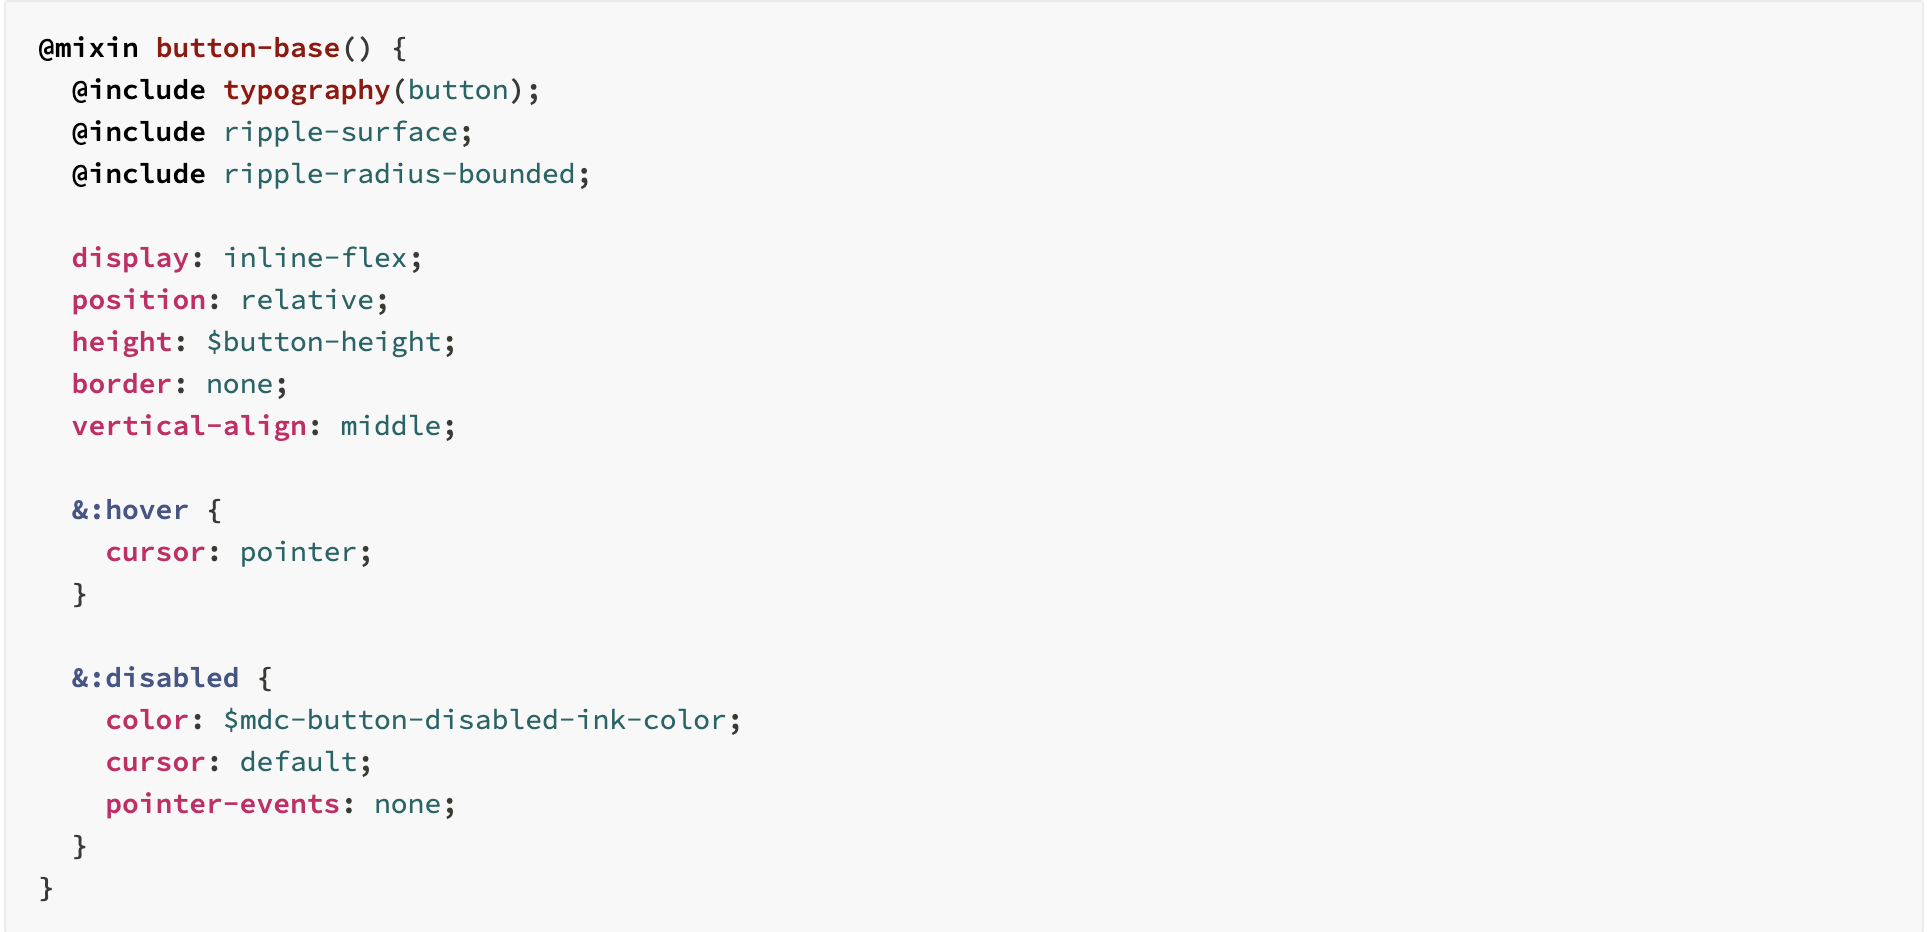 @mixin button-base() {
  @include typography(button);
  @include ripple-surface;
  @include ripple-radius-bounded;

  display: inline-flex;
  position: relative;
  height: $button-height;
  border: none;
  vertical-align: middle;

  &:hover {
    cursor: pointer;
  }

  &:disabled {
    color: $mdc-button-disabled-ink-color;
    cursor: default;
    pointer-events: none;
  }
}